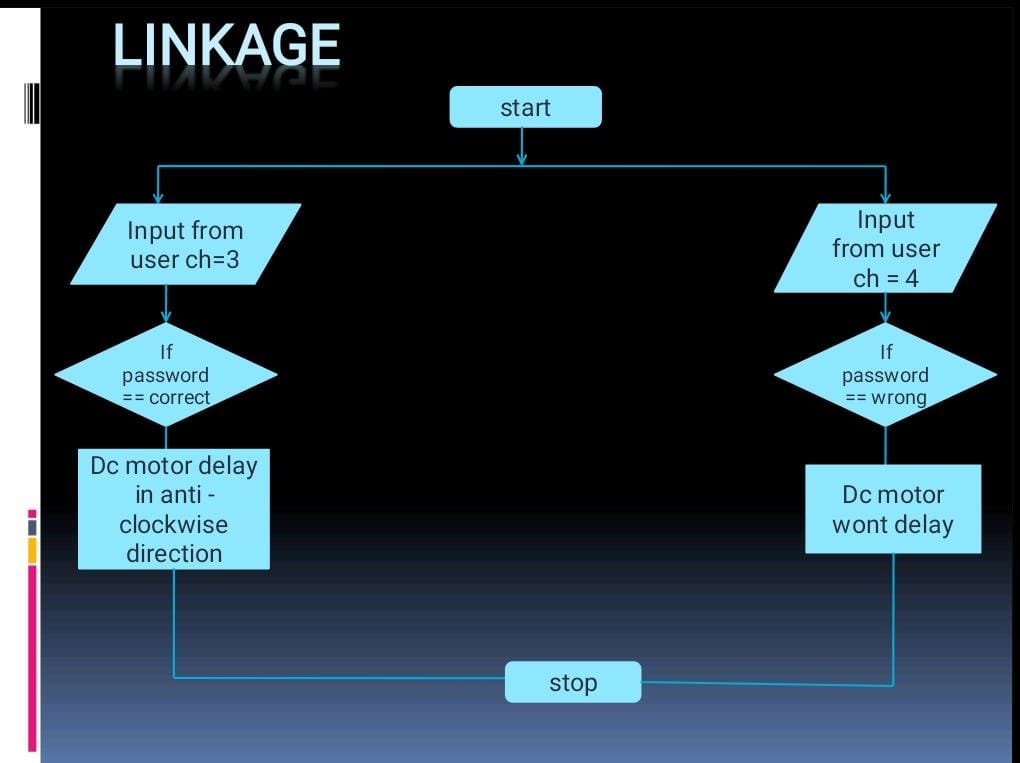 LINKAGE
start
Input from
user ch=3
Input
from user
ch = 4
If
password
== correct
If
password
== wrong
Dc motor delay
in anti -
clockwise
direction
Dc motor
wont delay
stop